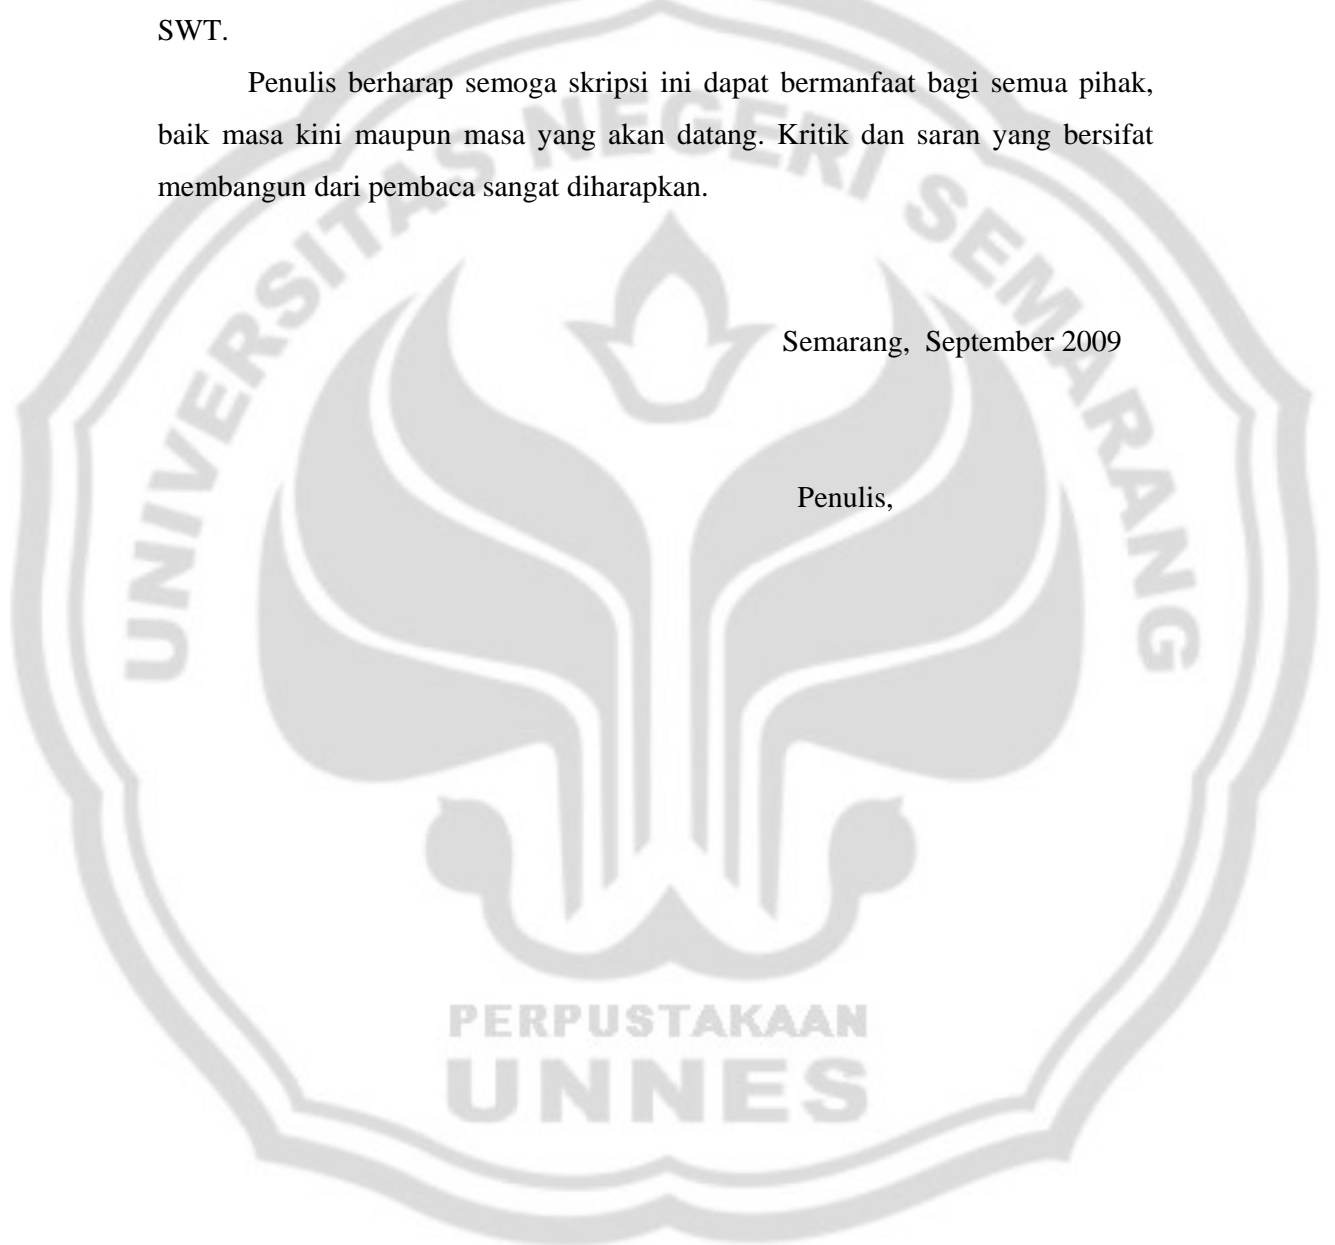 SWT.
Penulis berharap semoga skripsi ini dapat bermanfaat bagi semua pihak,
baik masa kini maupun masa yang akan datang. Kritik dan saran yang bersifat
membangun dari pembaca sangat diharapkan.
Semarang, September 2009
Penulis,
UNIVERSITAS NEGERI SEMARANG
PERPUSTAKAAN
UNNES